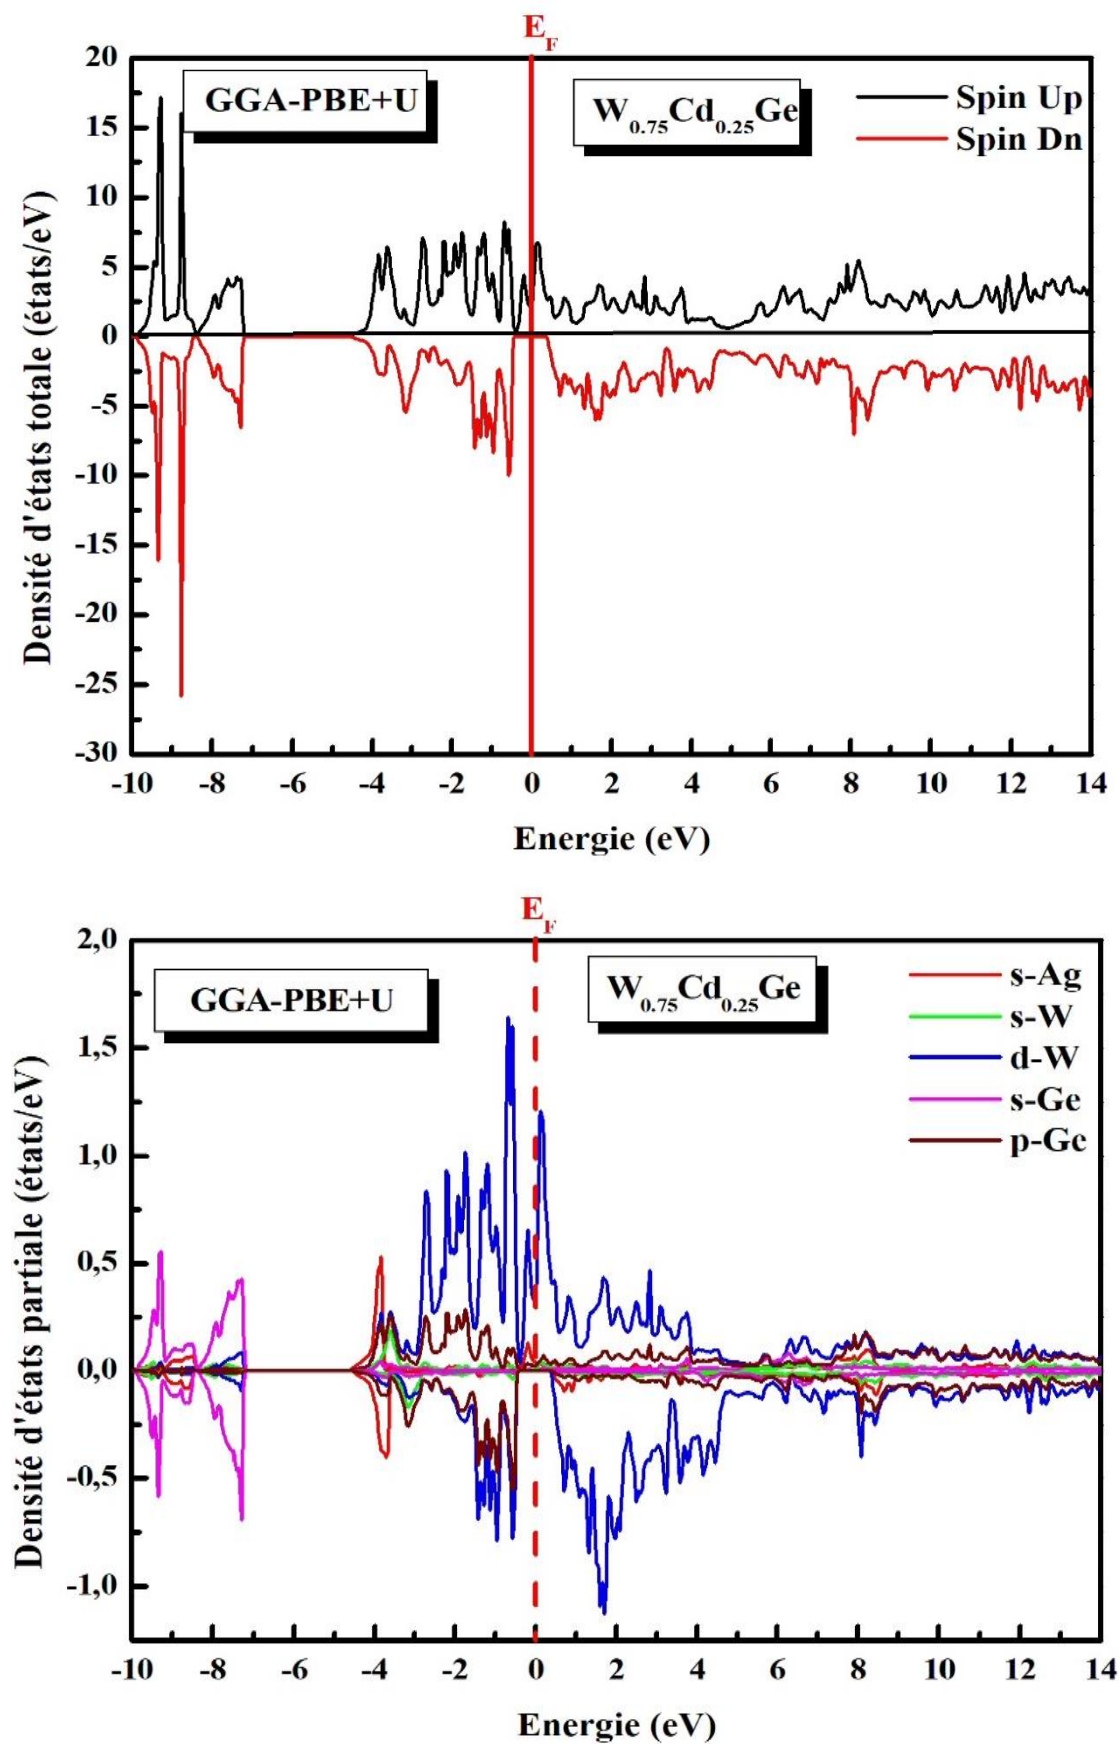 E_F
GGA-PBE+U
W_0.75Cd_0.25Ge
Spin Up
Spin Dn
20
15
10
5
0
-5
-10
-15
-20
-25
-30
Densité d'états totale (états/eV)
-10 -8 -6 -4 -2 0 2 4 6 8 10 12 14
Energie (eV)
E_F
GGA-PBE+U
W_0.75Cd_0.25Ge
s-Ag
s-W
d-W
s-Ge
p-Ge
2,0
1,5
1,0
0,5
0,0
-0,5
-1,0
Densité d'états partiale (états/eV)
-10 -8 -6 -4 -2 0 2 4 6 8 10 12 14
Energie (eV)